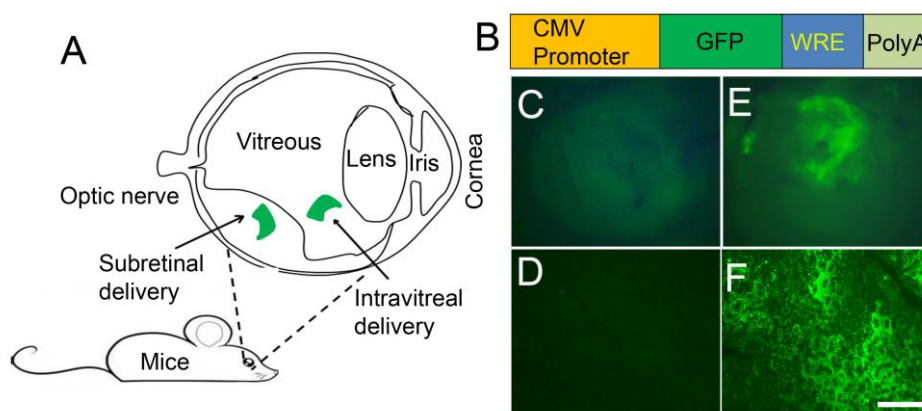 A
Vitreous
Lens
Iris
Cornea
Optic nerve
Subretinal
delivery
Intravitreal
delivery
Mice
B
CMV
Promoter
GFP
WRE
PolyA
C
E
D
F